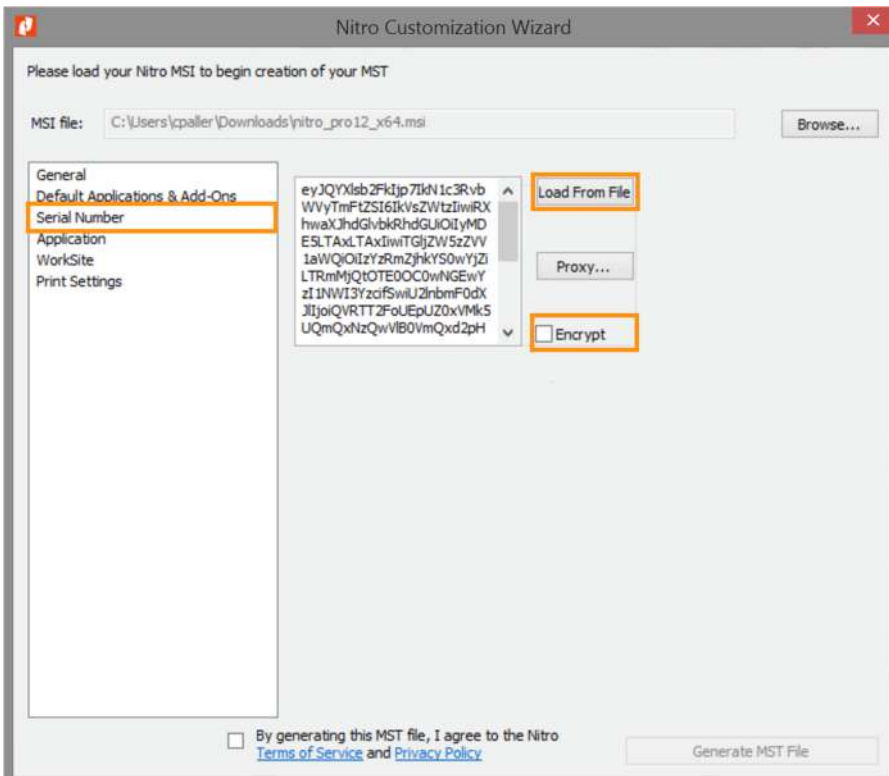 Nitro Customization Wizard
Please load your Nitro MSI to begin creation of your MST
MSI file: C:\Users\cpaller\Downloads\nitro_pro12_x64.msi Browse...
General
Default Applications & Add-Ons
Serial Number
Application
WorkSite
Print Settings
eyJQYXlsb2FkIjp7IkN1c3Rvb
WVyTmFtZSI6IkVsZWtzIiwiRX
hwaXJhdGlvbkRhdGUiOiIyMD
E5LTAxLTAxIiwiTGljZW5zZVV
1aWQiOiIzYzRmZjhkYS0wYjZi
LTRmMjQtOTE0OC0wNGEwY
zI1NWI3YzcifSwiU2lnbmF0dX
JlIjoiQVRTT2FoUEpUZ0xVMk5
UQmQxNzQwVlB0VmQxd2pH
Load From File
Proxy...
Encrypt
By generating this MST file, I agree to the Nitro
Terms of Service and Privacy Policy
Generate MST File